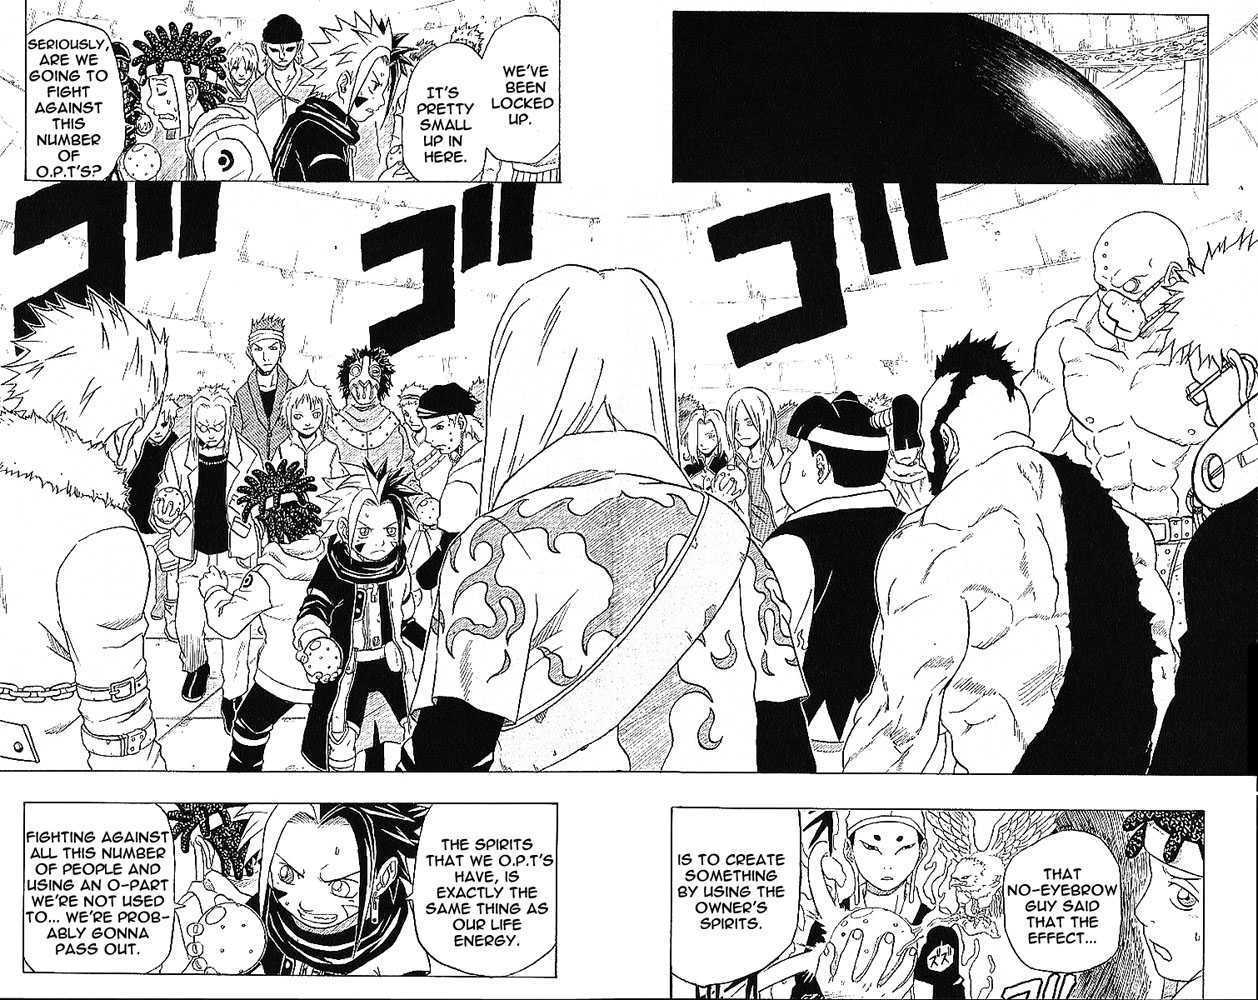 WE'VE
BEEN
LOCKED
UP.
IT'S
PRETTY
SMALL
UP IN
HERE.
SERIOUSLY,
ARE WE
GOING TO
FIGHT
AGAINST
THIS
NUMBER
OF
O.P.T'S?
ゴゴゴ
THAT
NO-EYEBROW
GUY SAID
THAT THE
EFFECT...
IS TO CREATE
SOMETHING
BY USING THE
OWNER'S
SPIRITS.
ズズ
THE SPIRITS
THAT WE O.P.T'S
HAVE, IS
EXACTLY THE
SAME THING AS
OUR LIFE
ENERGY.
FIGHTING AGAINST
ALL THIS NUMBER
OF PEOPLE AND
USING AN O-PART
WE'RE NOT USED
TO... WE'RE PROB-
ABLY GONNA
PASS OUT.